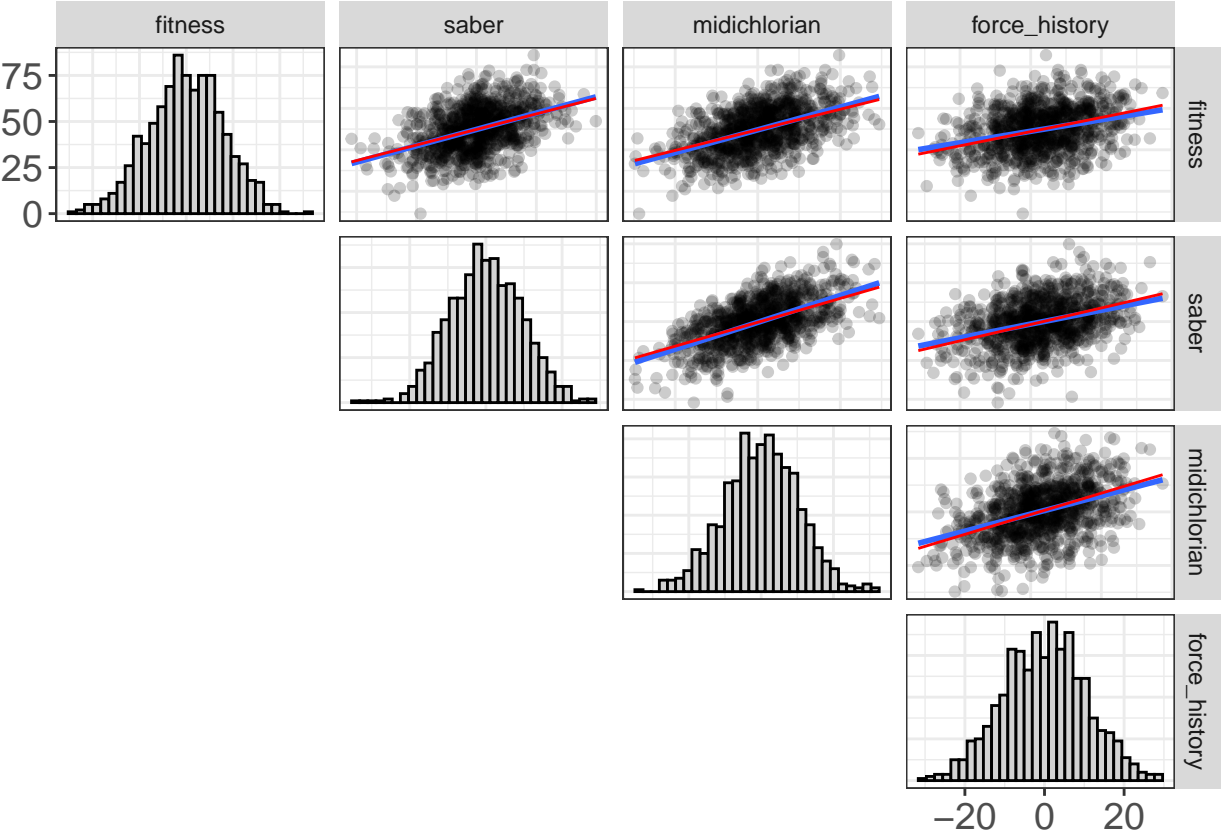 fitness
saber
midichlorian
force_history
75
50
25
0
fitness
saber
midichlorian
force_history
−20
0
20